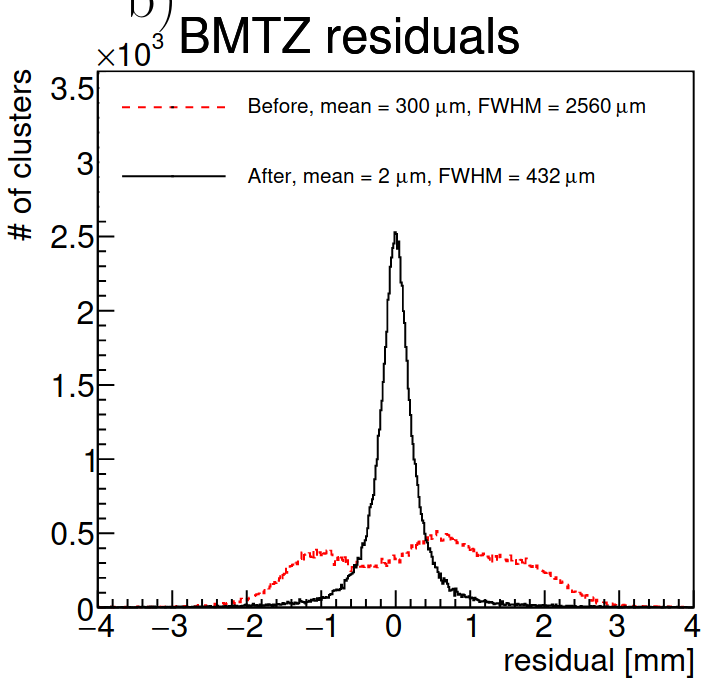 b)
BMTZ residuals
×10³
# of clusters
3.5
3
2.5
2
1.5
1
0.5
0
Before, mean = 300 μm, FWHM = 2560 μm
After, mean = 2 μm, FWHM = 432 μm
−4 −3 −2 −1 0 1 2 3 4
residual [mm]